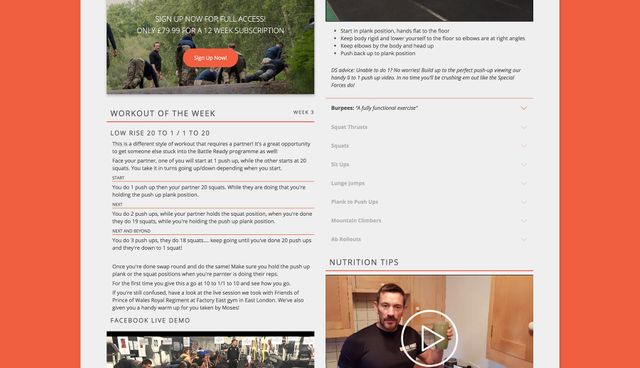 SIGN UP NOW FOR FULL ACCESS!
ONLY £79.99 FOR A 12 WEEK SUBSCRIPTION
Sign Up Now!
WORKOUT OF THE WEEK
WEEK 3
LOW RISE 20 TO 1 / 1 TO 20
This is a different style of workout that requires a partner! It's a great opportunity
to get someone else stuck into the Battle Ready programme as well!
Face your partner, one of you will start at 1 push up, while the other starts at 20
squats. You take it in turns going up/down depending when you start.
START
You do 1 push up then your partner 20 squats. While they are doing that you're
holding the push up plank position.
NEXT
You do 2 push ups, while your partner holds the squat position, when you're done
they do 19 squats, while you're holding the push up plank position.
NEXT AND BEYOND
You do 3 push ups, they do 18 squats.... keep going until you've done 20 push ups
and they're down to 1 squat!
Once you're done swap round and do the same! Make sure you hold the push up
plank or the squat positions when you're parnter is doing their reps.
For the first time you give this a go at 10 to 1/1 to 10 and see how you go.
If you're still confused, have a look at the live session we took with Friends of
Prince of Wales Royal Regiment at Factory East gym in East London. We've also
given you a handy warm up for you taken by Moses!
FACEBOOK LIVE DEMO
Start in plank position, hands flat to the floor
Keep body rigid and lower yourself to the floor so elbows are at right angles
Keep elbows by the body and head up
Push back up to plank position
DS advice: Unable to do 1? No worries! Build up to the perfect push-up viewing our
handy 0 to 1 push up video. In no time you'll be crushing em out like the Special
Forces do!
Burpees: "A fully functional exercise"
Squat Thrusts
Squats
Sit Ups
Lunge Jumps
Plank to Push Ups
Mountain Climbers
Ab Rollouts
NUTRITION TIPS